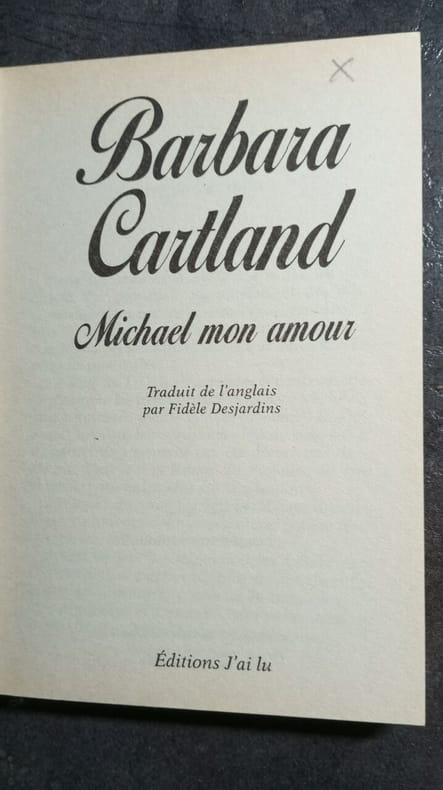 Barbara
Cartland
Michael mon amour
Traduit de l'anglais
par Fidèle Desjardins
Éditions J'ai lu